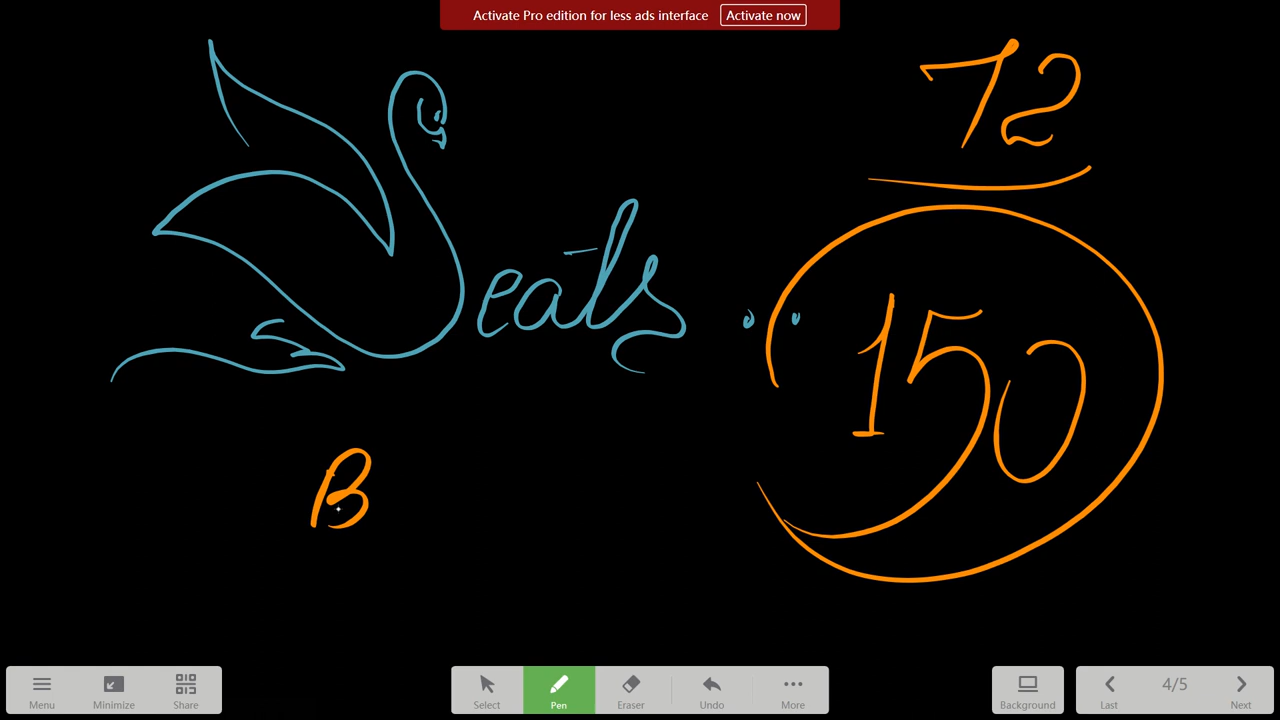 Activate Pro edition for less ads interface Activate now
72
Seats ..
150
B
Menu Minimize Share Select Pen Eraser Undo More Background Last 4/5 Next